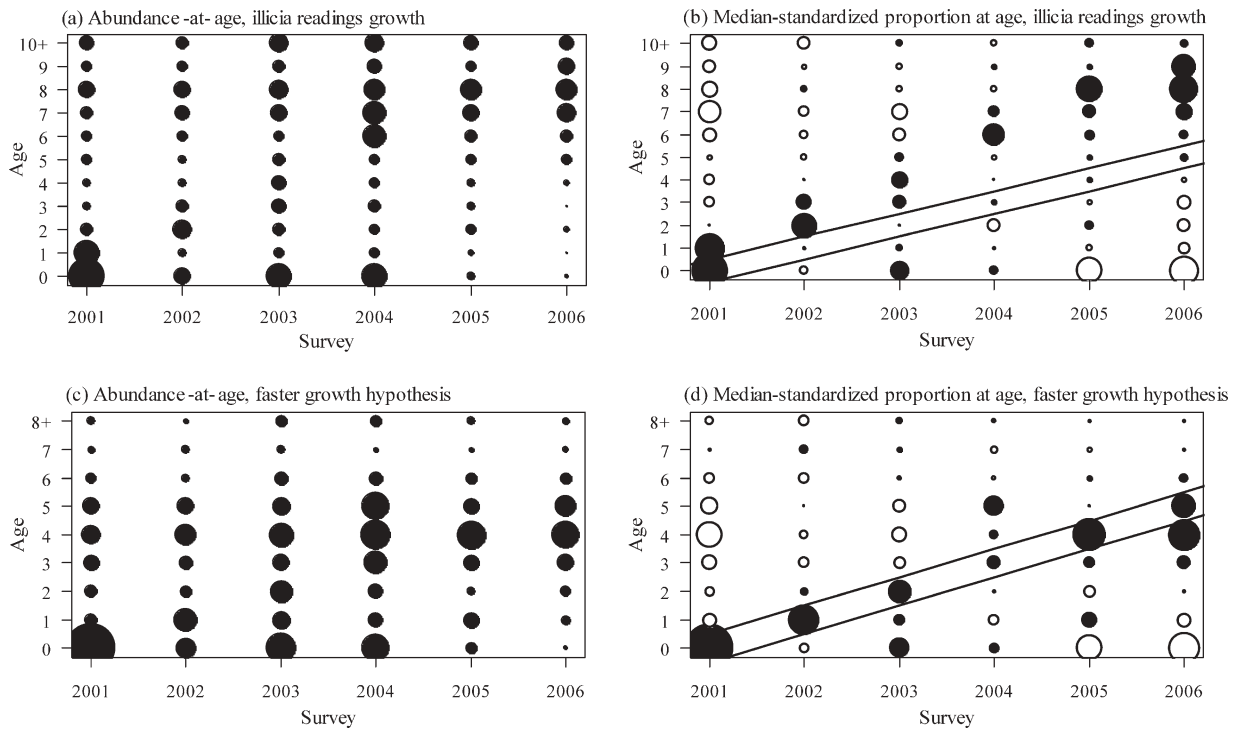 (a) Abundance -at- age, illicia readings growth
10+
9
8
7
6
5
4
3
2
1
0
Age
2001 2002 2003 2004 2005 2006
Survey
(b) Median-standardized proportion at age, illicia readings growth
10+
9
8
7
6
5
4
3
2
1
0
Age
2001 2002 2003 2004 2005 2006
Survey
(c) Abundance -at- age, faster growth hypothesis
8+
7
6
5
4
3
2
1
0
Age
2001 2002 2003 2004 2005 2006
Survey
(d) Median-standardized proportion at age, faster growth hypothesis
8+
7
6
5
4
3
2
1
0
Age
2001 2002 2003 2004 2005 2006
Survey